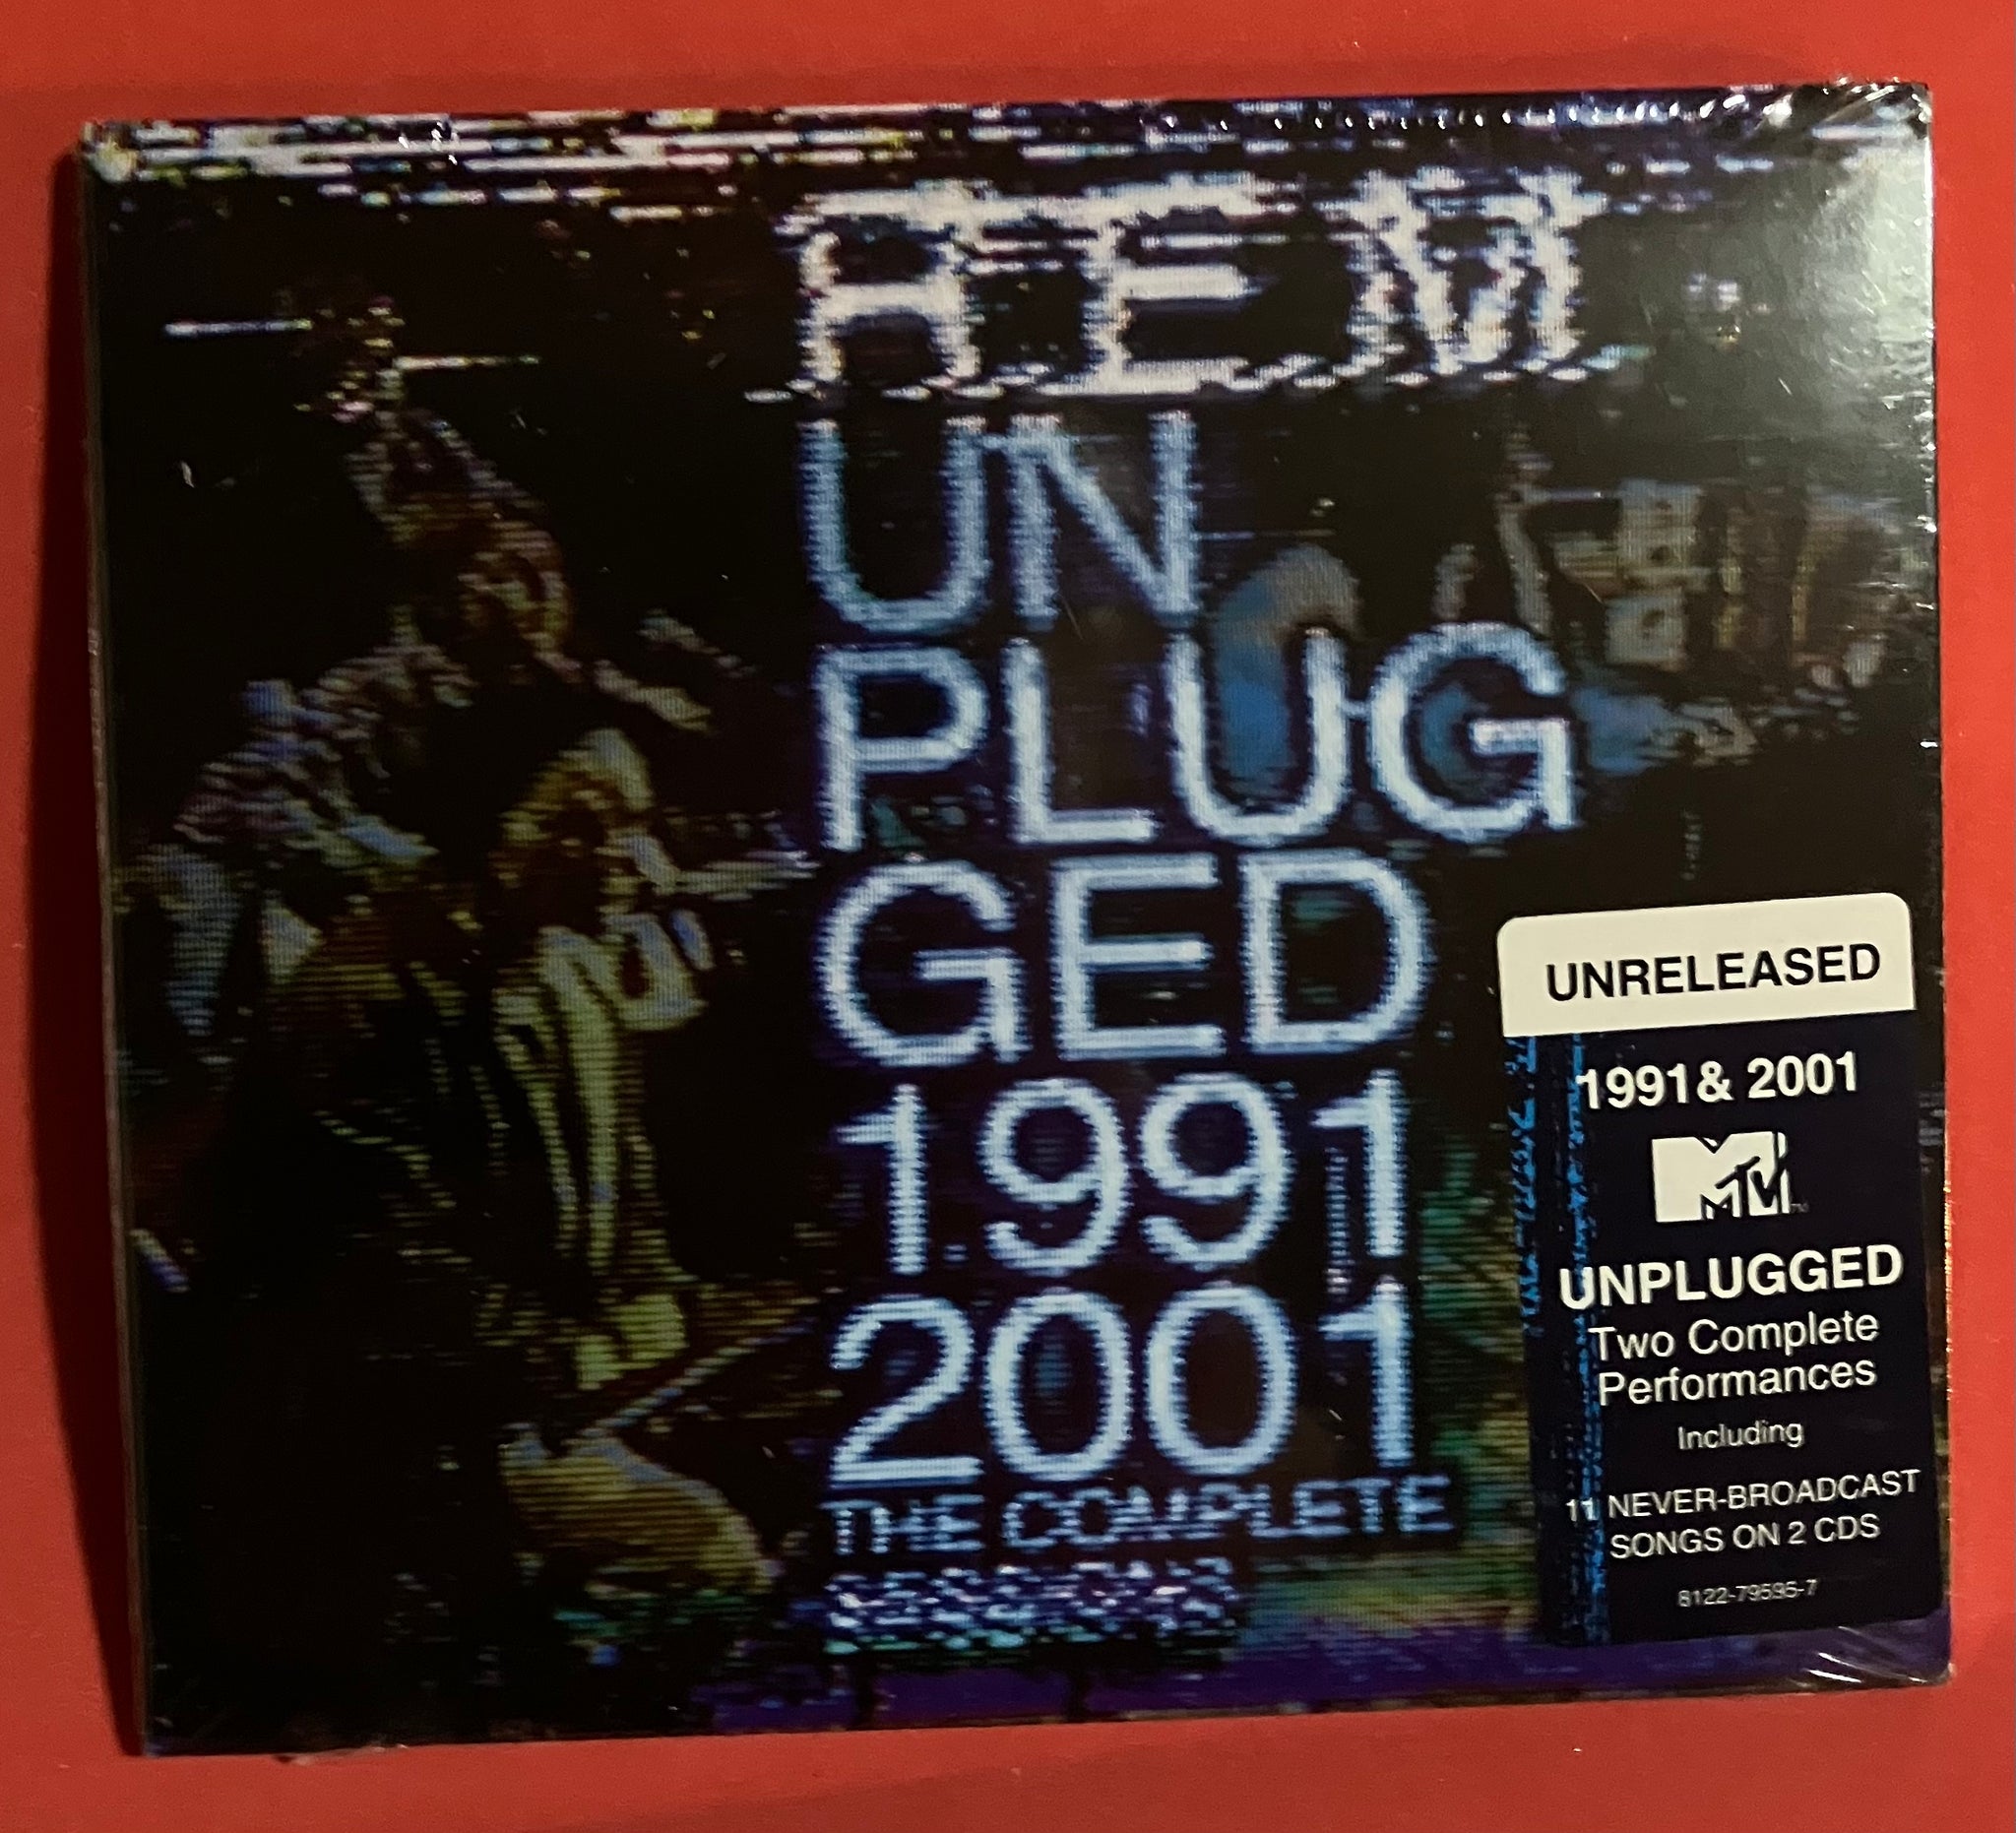 REM
UN
PLUG
GED
1991
2001
THE COMPLETE
SESSIONS
UNRELEASED
1991& 2001
MTV
UNPLUGGED
Two Complete
Performances
Including
11 NEVER-BROADCAST
SONGS ON 2 CDS
8122-79595-7